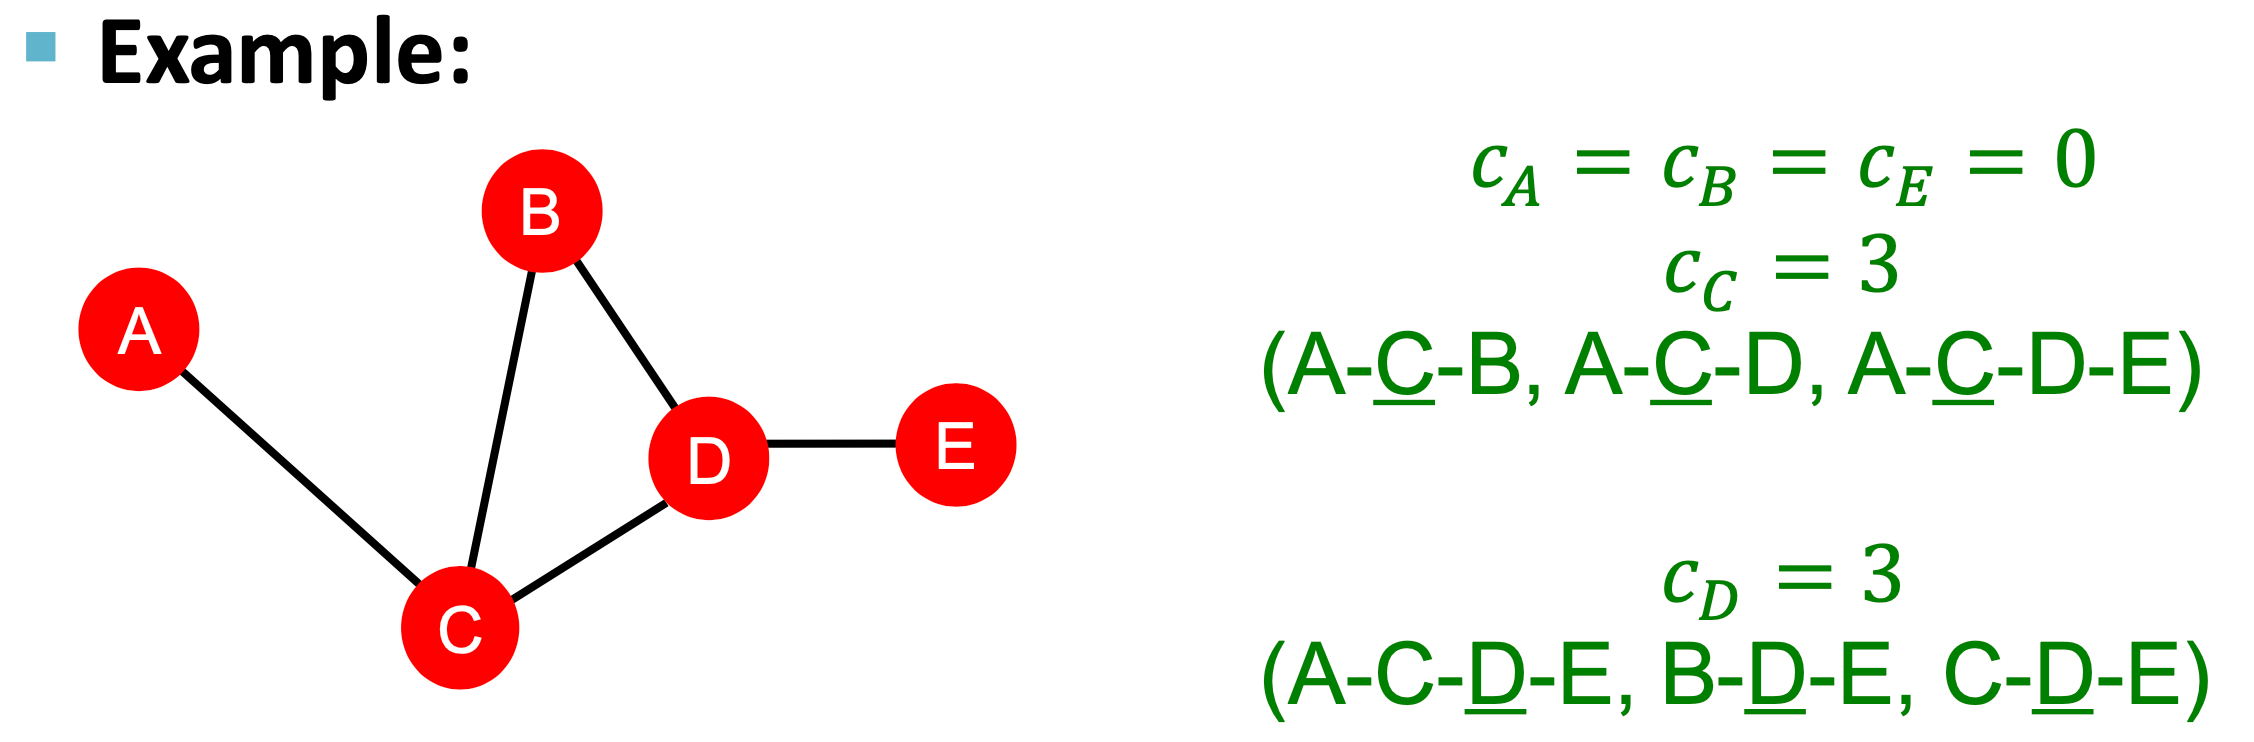 Example:
B
A
D
E
C
c_A = c_B = c_E = 0
c_C = 3
(A-C-B, A-C-D, A-C-D-E)
c_D = 3
(A-C-D-E, B-D-E, C-D-E)